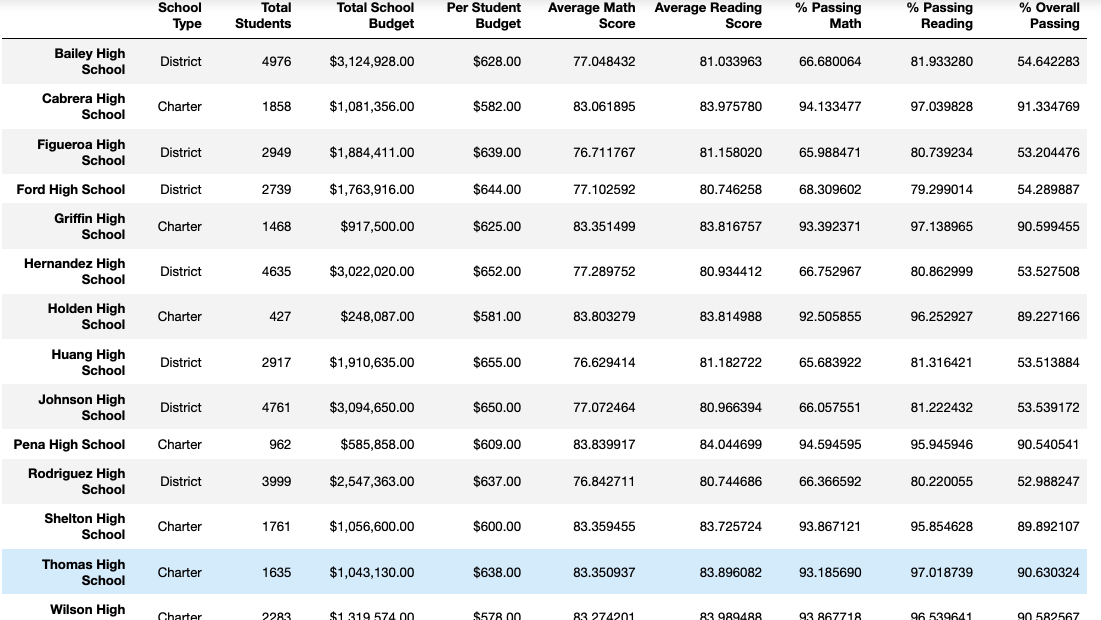 School Type Total Students Total School Budget Per Student Budget Average Math Score Average Reading Score % Passing Math % Passing Reading % Overall Passing
Bailey High School District 4976 $3,124,928.00 $628.00 77.048432 81.033963 66.680064 81.933280 54.642283
Cabrera High School Charter 1858 $1,081,356.00 $582.00 83.061895 83.975780 94.133477 97.039828 91.334769
Figueroa High School District 2949 $1,884,411.00 $639.00 76.711767 81.158020 65.988471 80.739234 53.204476
Ford High School District 2739 $1,763,916.00 $644.00 77.102592 80.746258 68.309602 79.299014 54.289887
Griffin High School Charter 1468 $917,500.00 $625.00 83.351499 83.816757 93.392371 97.138965 90.599455
Hernandez High School District 4635 $3,022,020.00 $652.00 77.289752 80.934412 66.752967 80.862999 53.527508
Holden High School Charter 427 $248,087.00 $581.00 83.803279 83.814988 92.505855 96.252927 89.227166
Huang High School District 2917 $1,910,635.00 $655.00 76.629414 81.182722 65.683922 81.316421 53.513884
Johnson High School District 4761 $3,094,650.00 $650.00 77.072464 80.966394 66.057551 81.222432 53.539172
Pena High School Charter 962 $585,858.00 $609.00 83.839917 84.044699 94.594595 95.945946 90.540541
Rodriguez High School District 3999 $2,547,363.00 $637.00 76.842711 80.744686 66.366592 80.220055 52.988247
Shelton High School Charter 1761 $1,056,600.00 $600.00 83.359455 83.725724 93.867121 95.854628 89.892107
Thomas High School Charter 1635 $1,043,130.00 $638.00 83.350937 83.896082 93.185690 97.018739 90.630324
Wilson High Charter 2283 $1,319,574.00 $578.00 83.274201 83.989488 93.867718 96.539641 90.582567